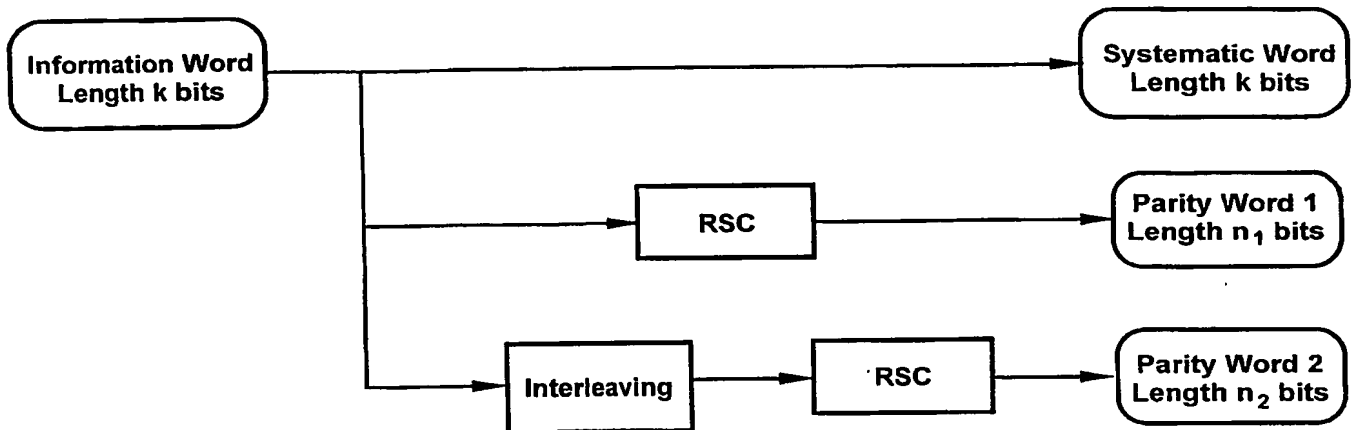 Information Word
Length k bits
Systematic Word
Length k bits
RSC
Parity Word 1
Length n₁ bits
Interleaving
RSC
Parity Word 2
Length n₂ bits